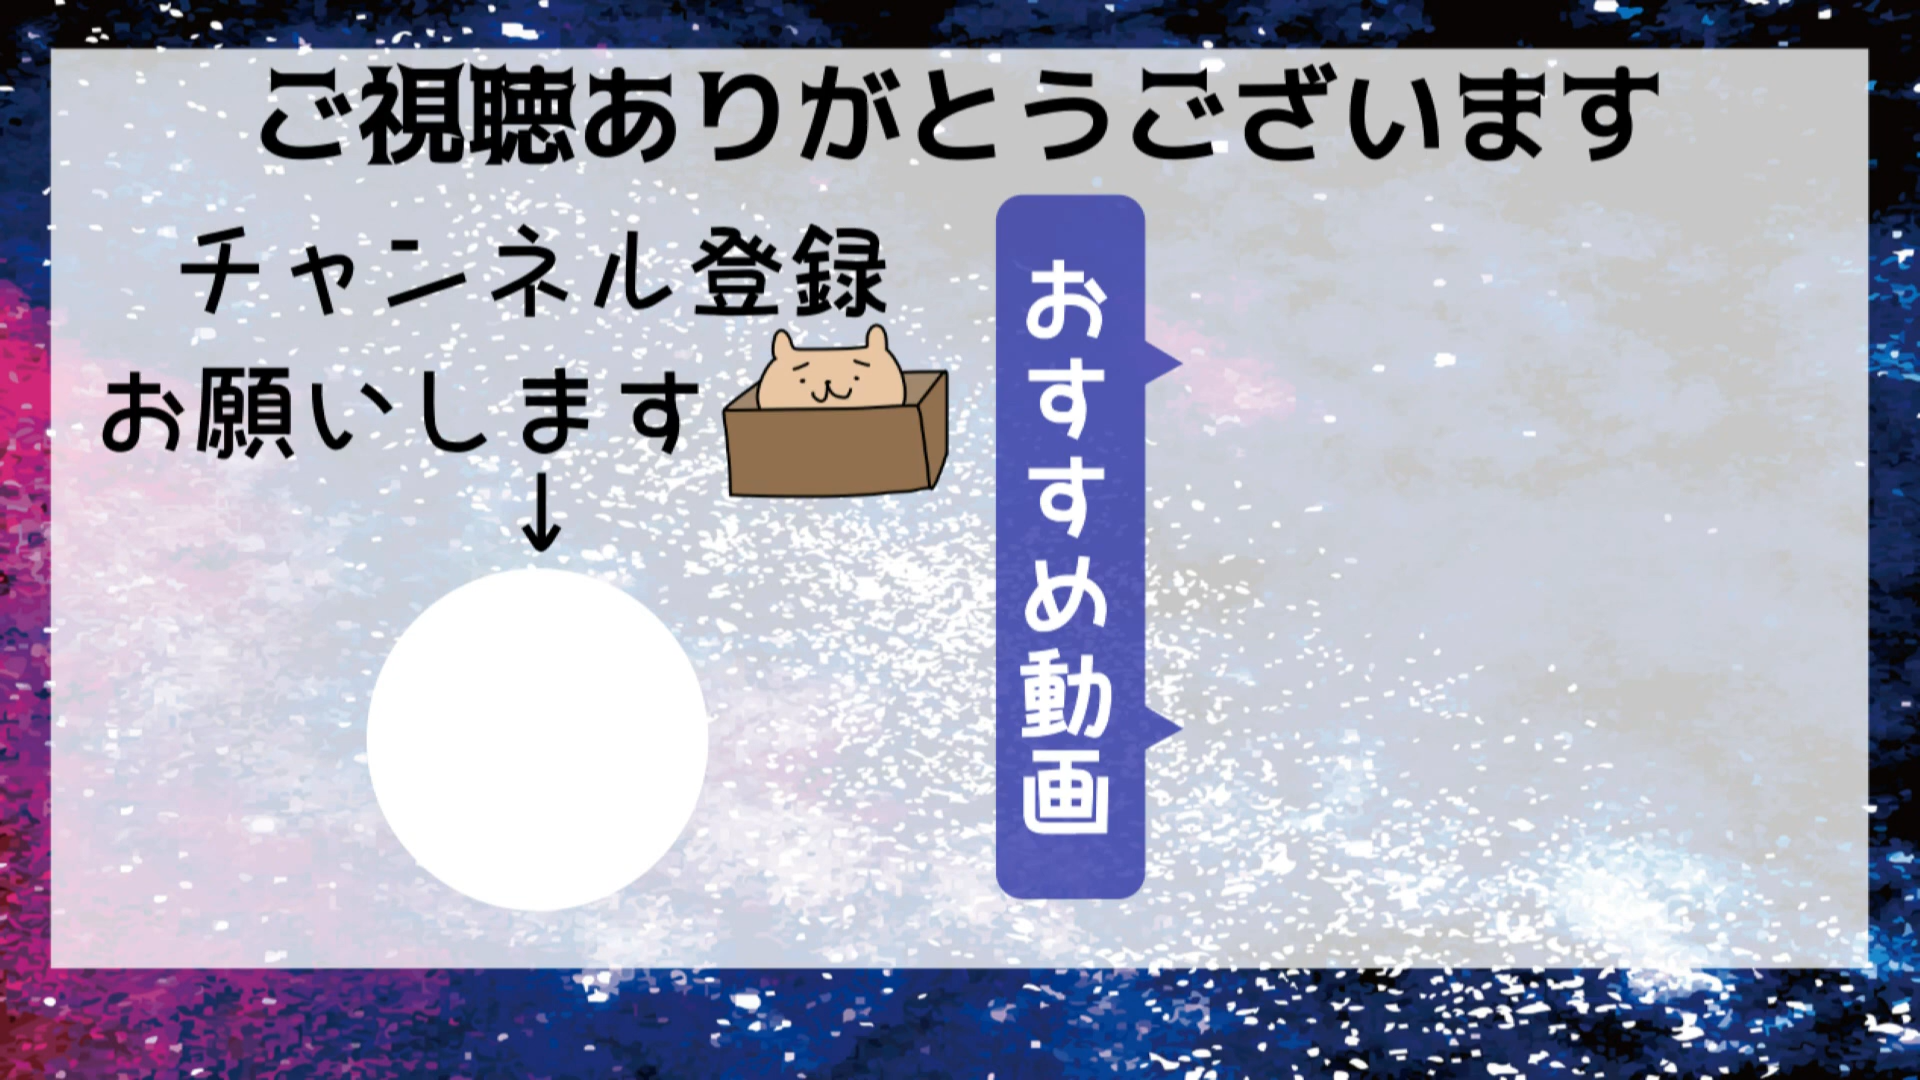 ご視聴ありがとうございます
チャンネル登録
お願いします
↓
おすすめ動画